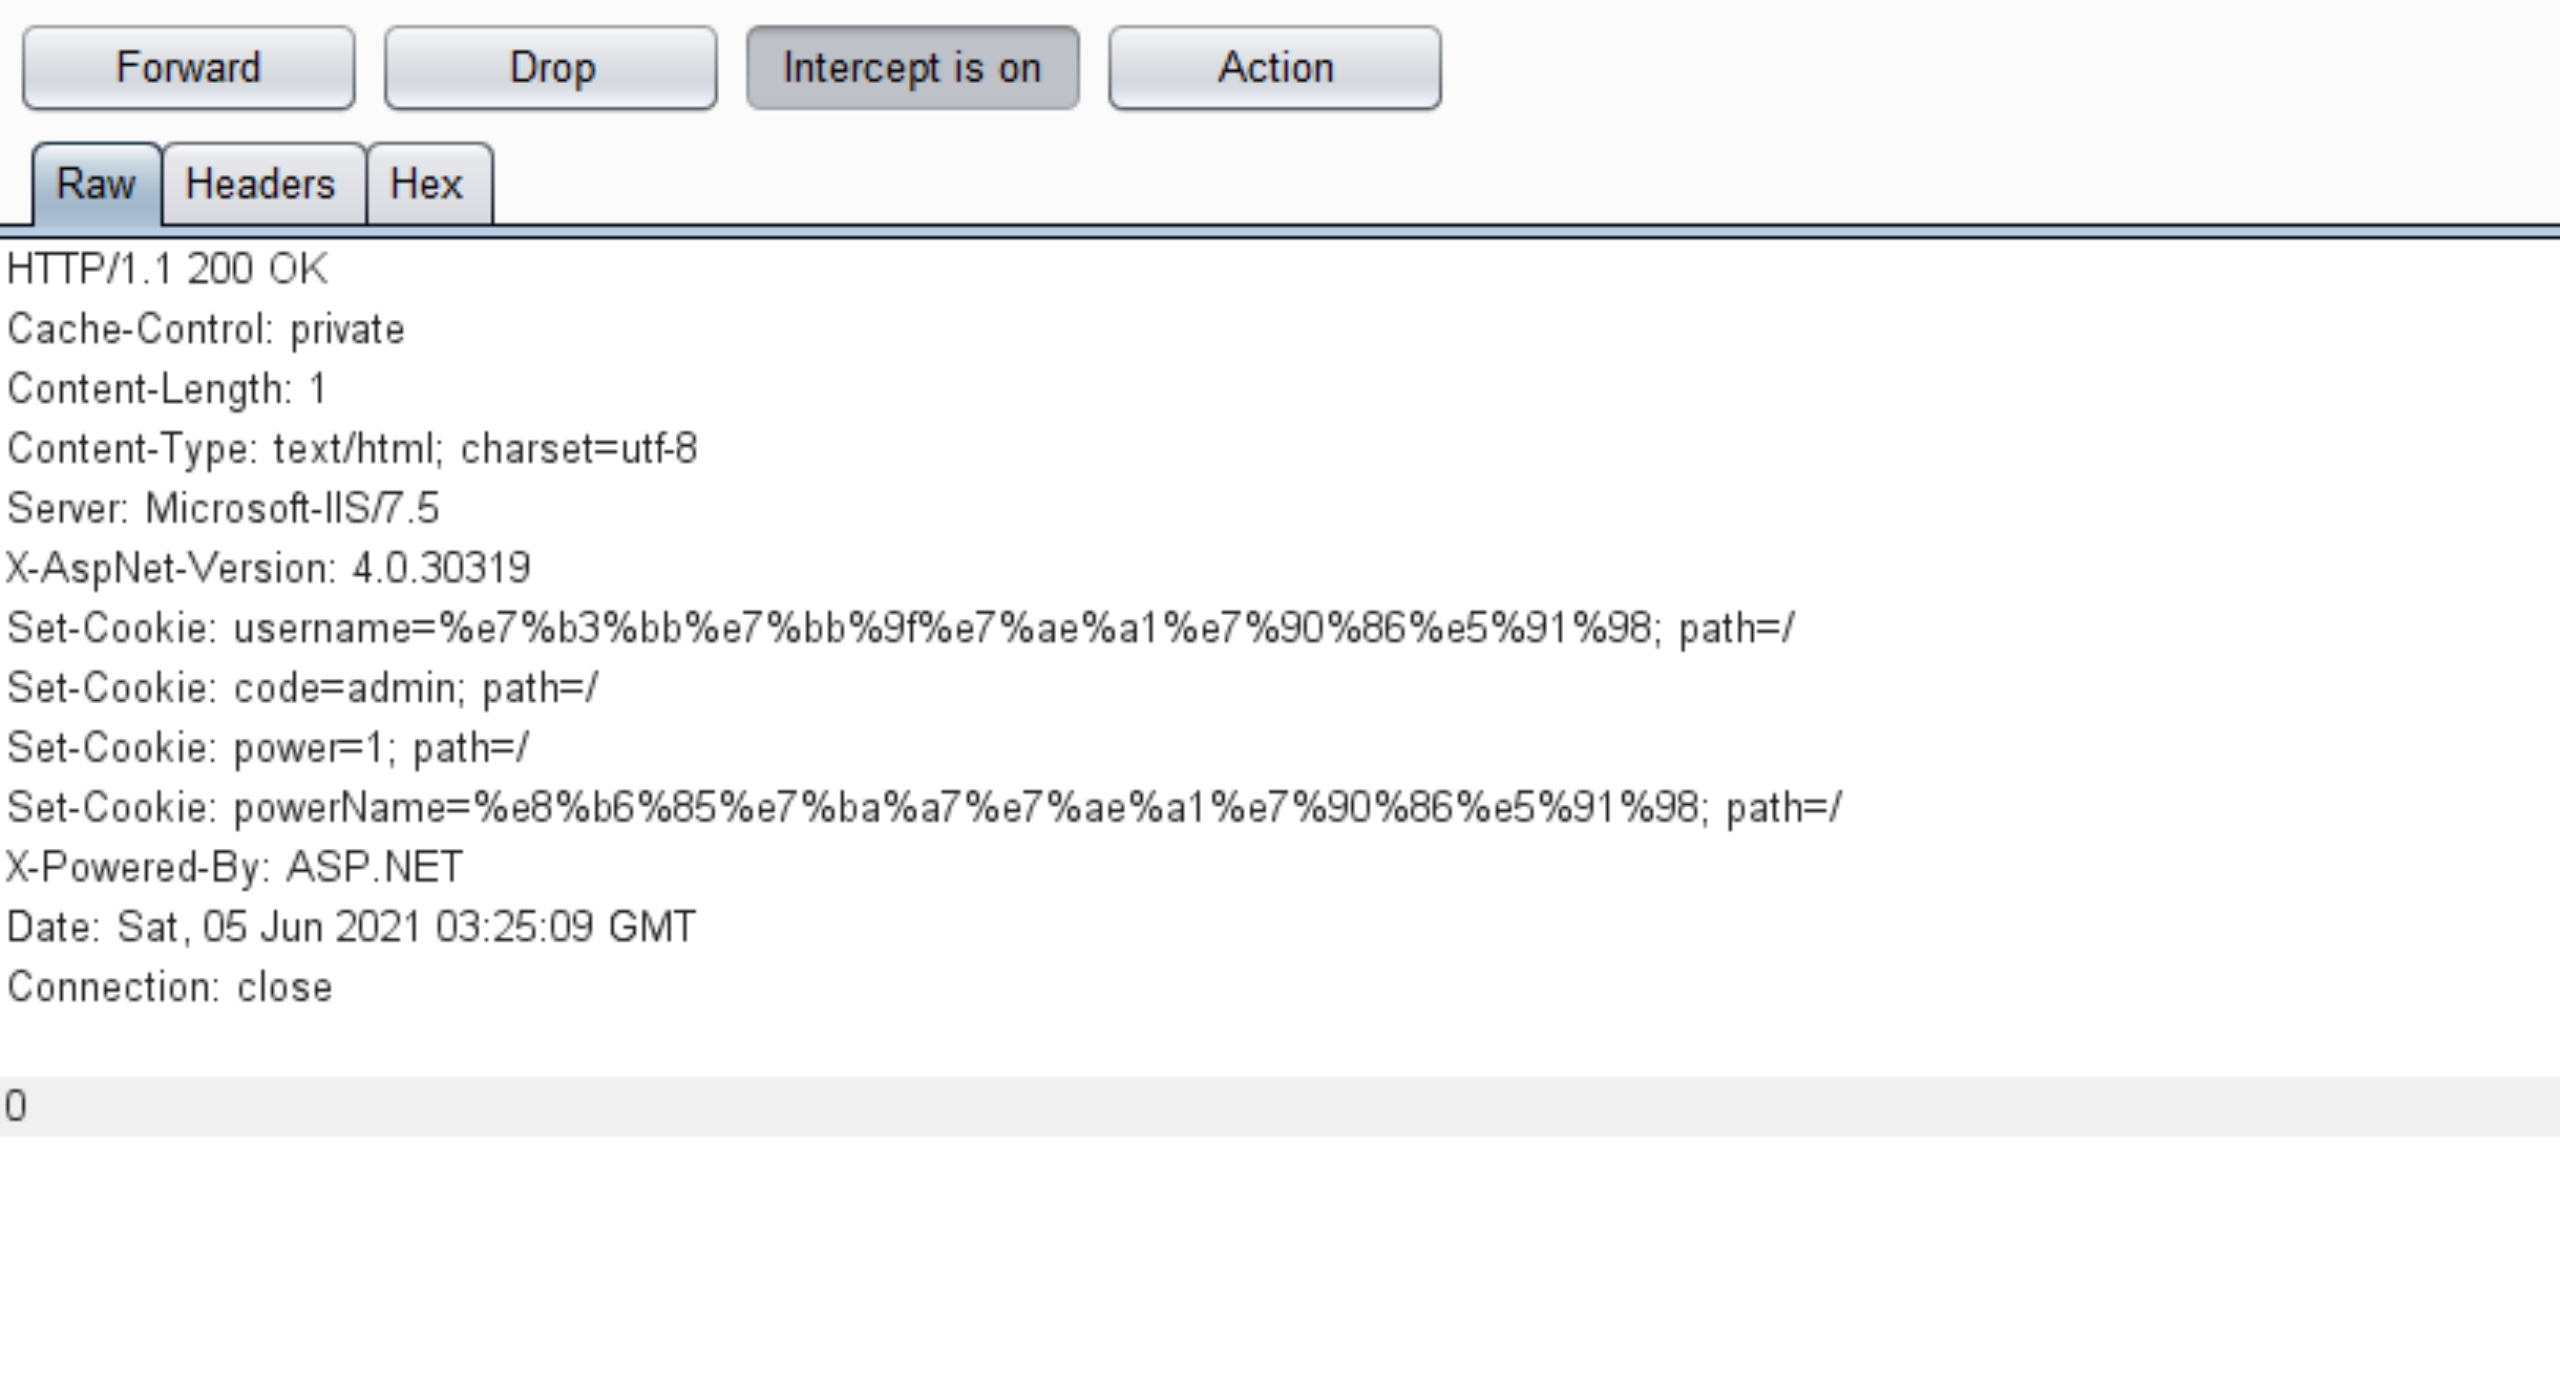 Forward Drop Intercept is on Action
Raw Headers Hex
HTTP/1.1 200 OK
Cache-Control: private
Content-Length: 1
Content-Type: text/html; charset=utf-8
Server: Microsoft-IIS/7.5
X-AspNet-Version: 4.0.30319
Set-Cookie: username=%e7%b3%bb%e7%bb%9f%e7%ae%a1%e7%90%86%e5%91%98; path=/
Set-Cookie: code=admin; path=/
Set-Cookie: power=1; path=/
Set-Cookie: powerName=%e8%b6%85%e7%ba%a7%e7%ae%a1%e7%90%86%e5%91%98; path=/
X-Powered-By: ASP.NET
Date: Sat, 05 Jun 2021 03:25:09 GMT
Connection: close
0